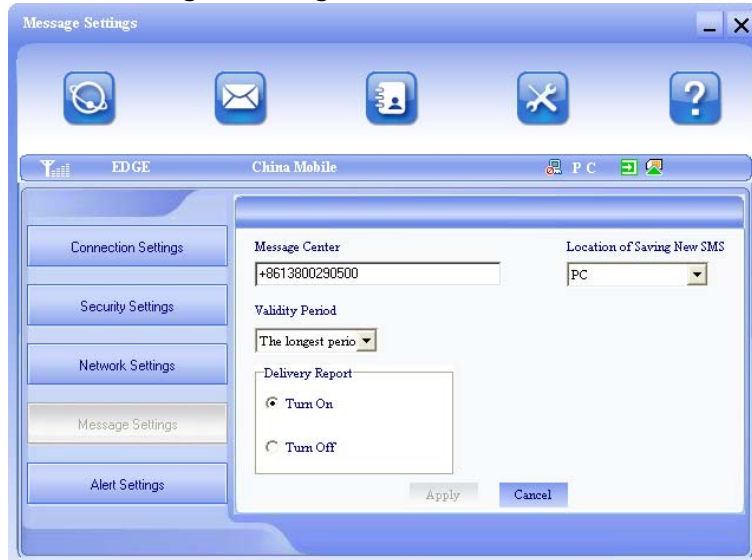 Message Settings
EDGE China Mobile P C
Connection Settings
Security Settings
Network Settings
Message Settings
Alert Settings
Message Center
+8613800290500
Location of Saving New SMS
PC
Validity Period
The longest perio
Delivery Report
Turn On
Turn Off
Apply Cancel